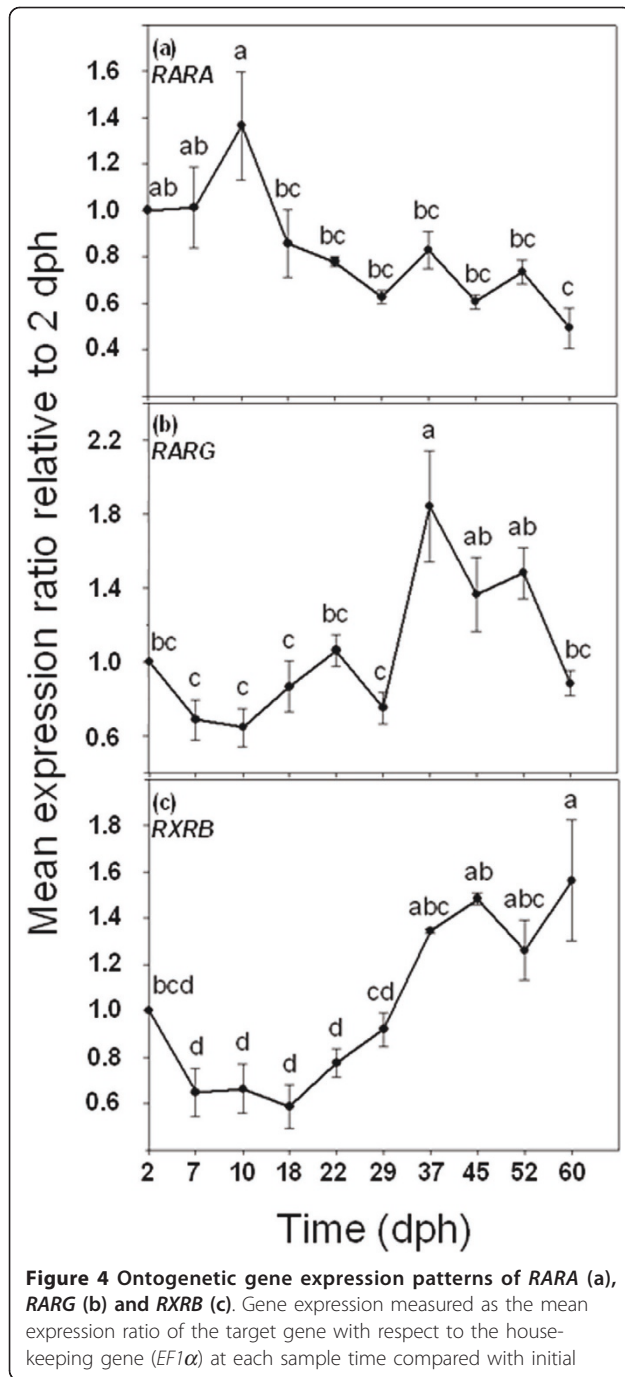 Mean expression ratio relative to 2 dph
(a)
RARA
1.6
1.4
1.2
1.0
0.8
0.6
0.4
ab
ab
a
bc
bc
bc
bc
bc
bc
c
(b)
RARG
2.2
1.8
1.4
1.0
0.6
bc
c
c
c
bc
c
a
ab
ab
bc
(c)
RXRB
1.8
1.6
1.4
1.2
1.0
0.8
0.6
bcd
d
d
d
d
cd
abc
ab
abc
a
2 7 10 18 22 29 37 45 52 60
Time (dph)
Figure 4 Ontogenetic gene expression patterns of RARA (a),
RARG (b) and RXRB (c). Gene expression measured as the mean
expression ratio of the target gene with respect to the house-
keeping gene (EF1α) at each sample time compared with initial